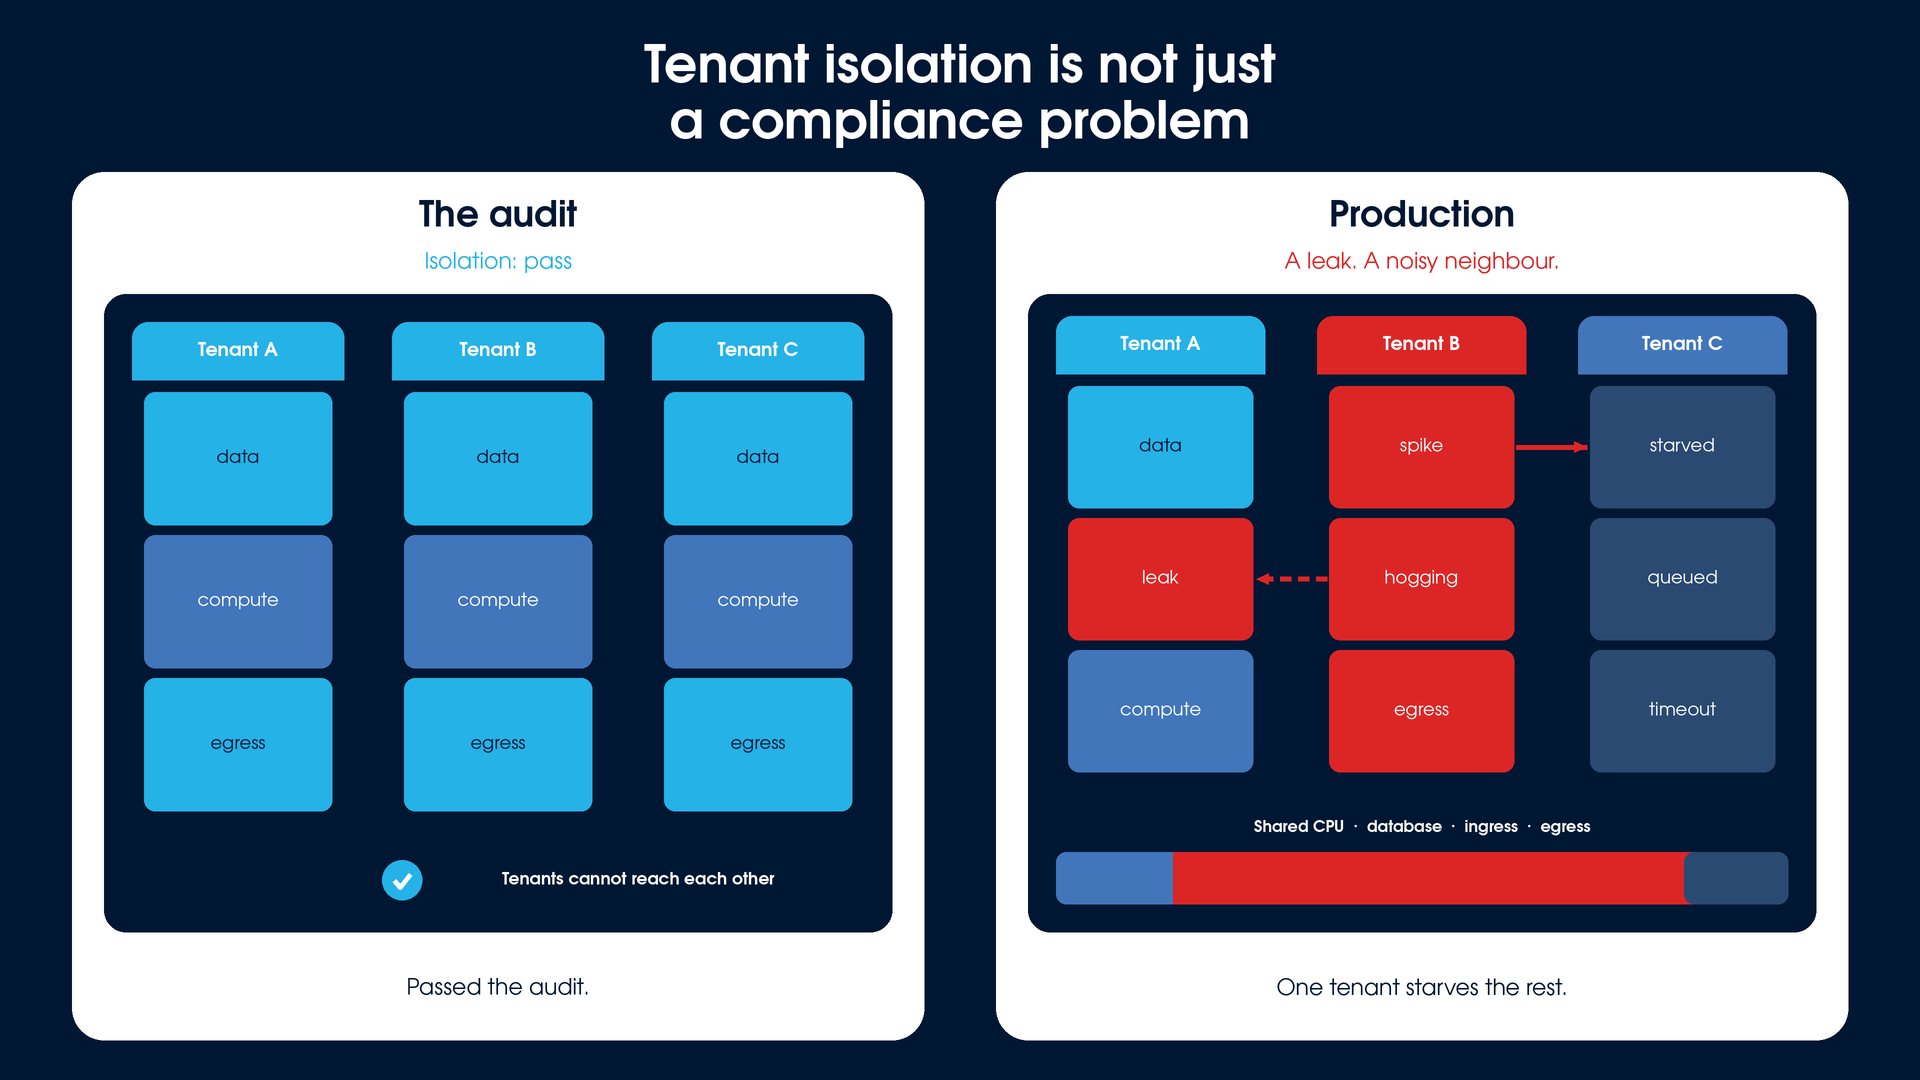 Tenant isolation is not just
a compliance problem
The audit
Isolation: pass
Tenant A
Tenant B
Tenant C
data
data
data
compute
compute
compute
egress
egress
egress
Tenants cannot reach each other
Passed the audit.
Production
A leak. A noisy neighbour.
Tenant A
Tenant B
Tenant C
data
spike
starved
leak
hogging
queued
compute
egress
timeout
Shared CPU · database · ingress · egress
One tenant starves the rest.